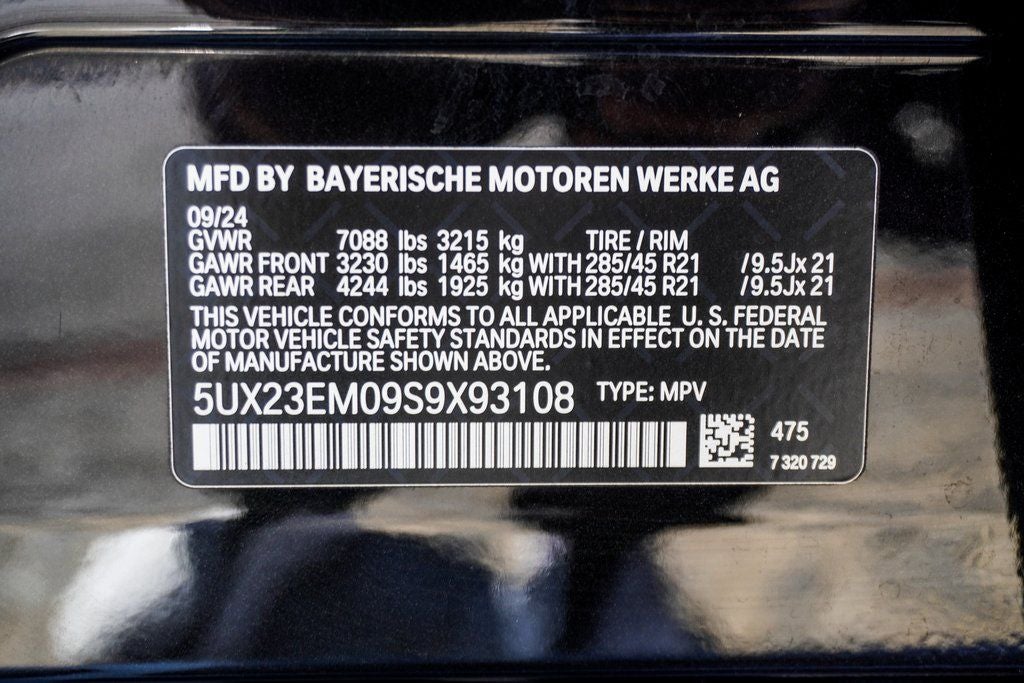 MFD BY BAYERISCHE MOTOREN WERKE AG
09/24
GVWR 7088 lbs 3215 kg TIRE / RIM
GAWR FRONT 3230 lbs 1465 kg WITH 285/45 R21 /9.5Jx 21
GAWR REAR 4244 lbs 1925 kg WITH 285/45 R21 /9.5Jx 21
THIS VEHICLE CONFORMS TO ALL APPLICABLE U. S. FEDERAL
MOTOR VEHICLE SAFETY STANDARDS IN EFFECT ON THE DATE
OF MANUFACTURE SHOWN ABOVE.
5UX23EM09S9X93108 TYPE: MPV
475
7 320 729